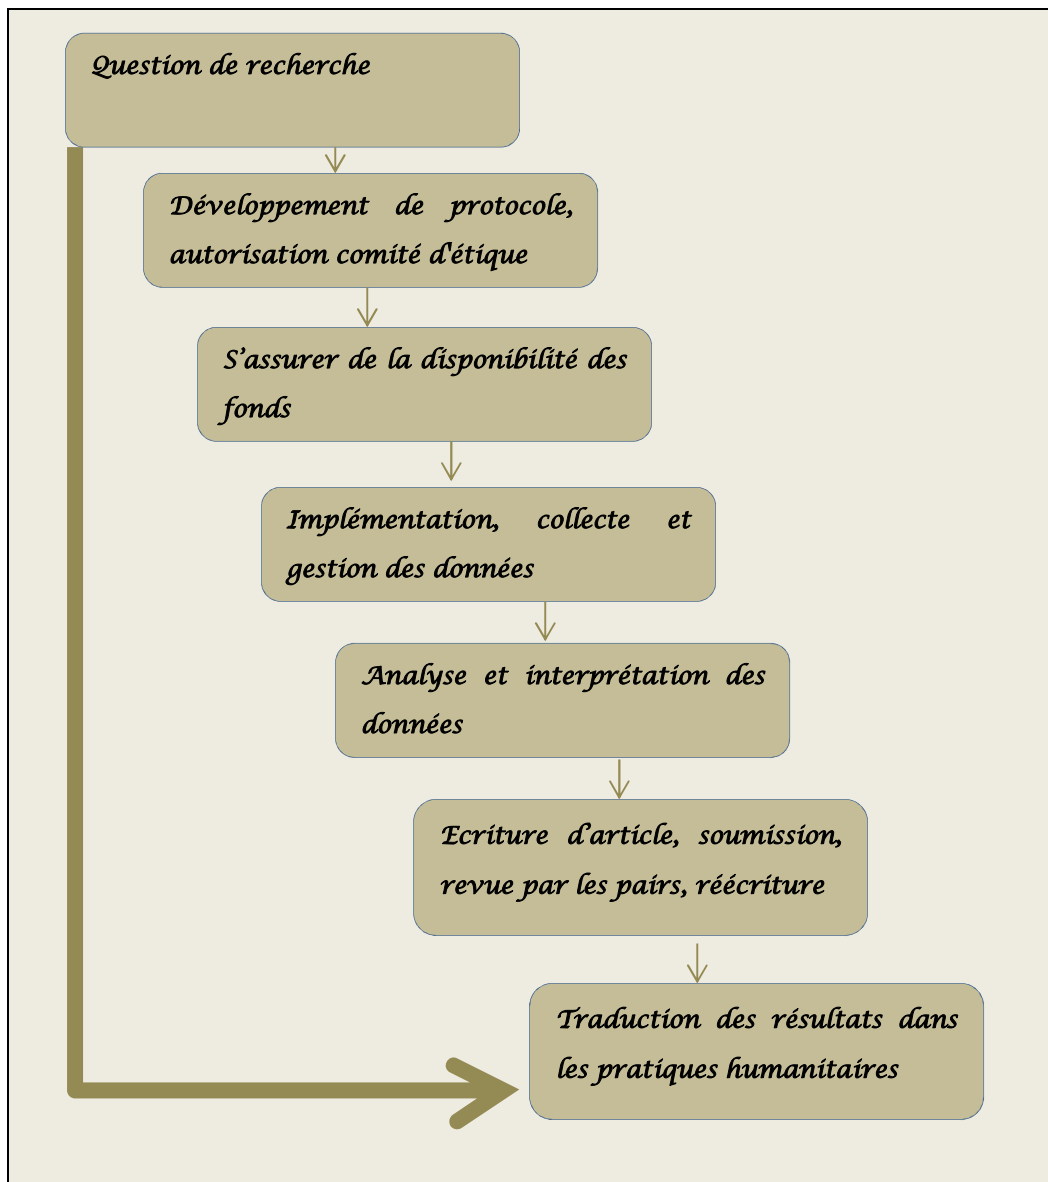 Question de recherche
Développement de protocole,
autorisation comité d'étique
S'assurer de la disponibilité des
fonds
Implémentation, collecte et
gestion des données
Analyse et interprétation des
données
Ecriture d'article, soumission,
revue par les pairs, réécriture
Traduction des résultats dans
les pratiques humanitaires